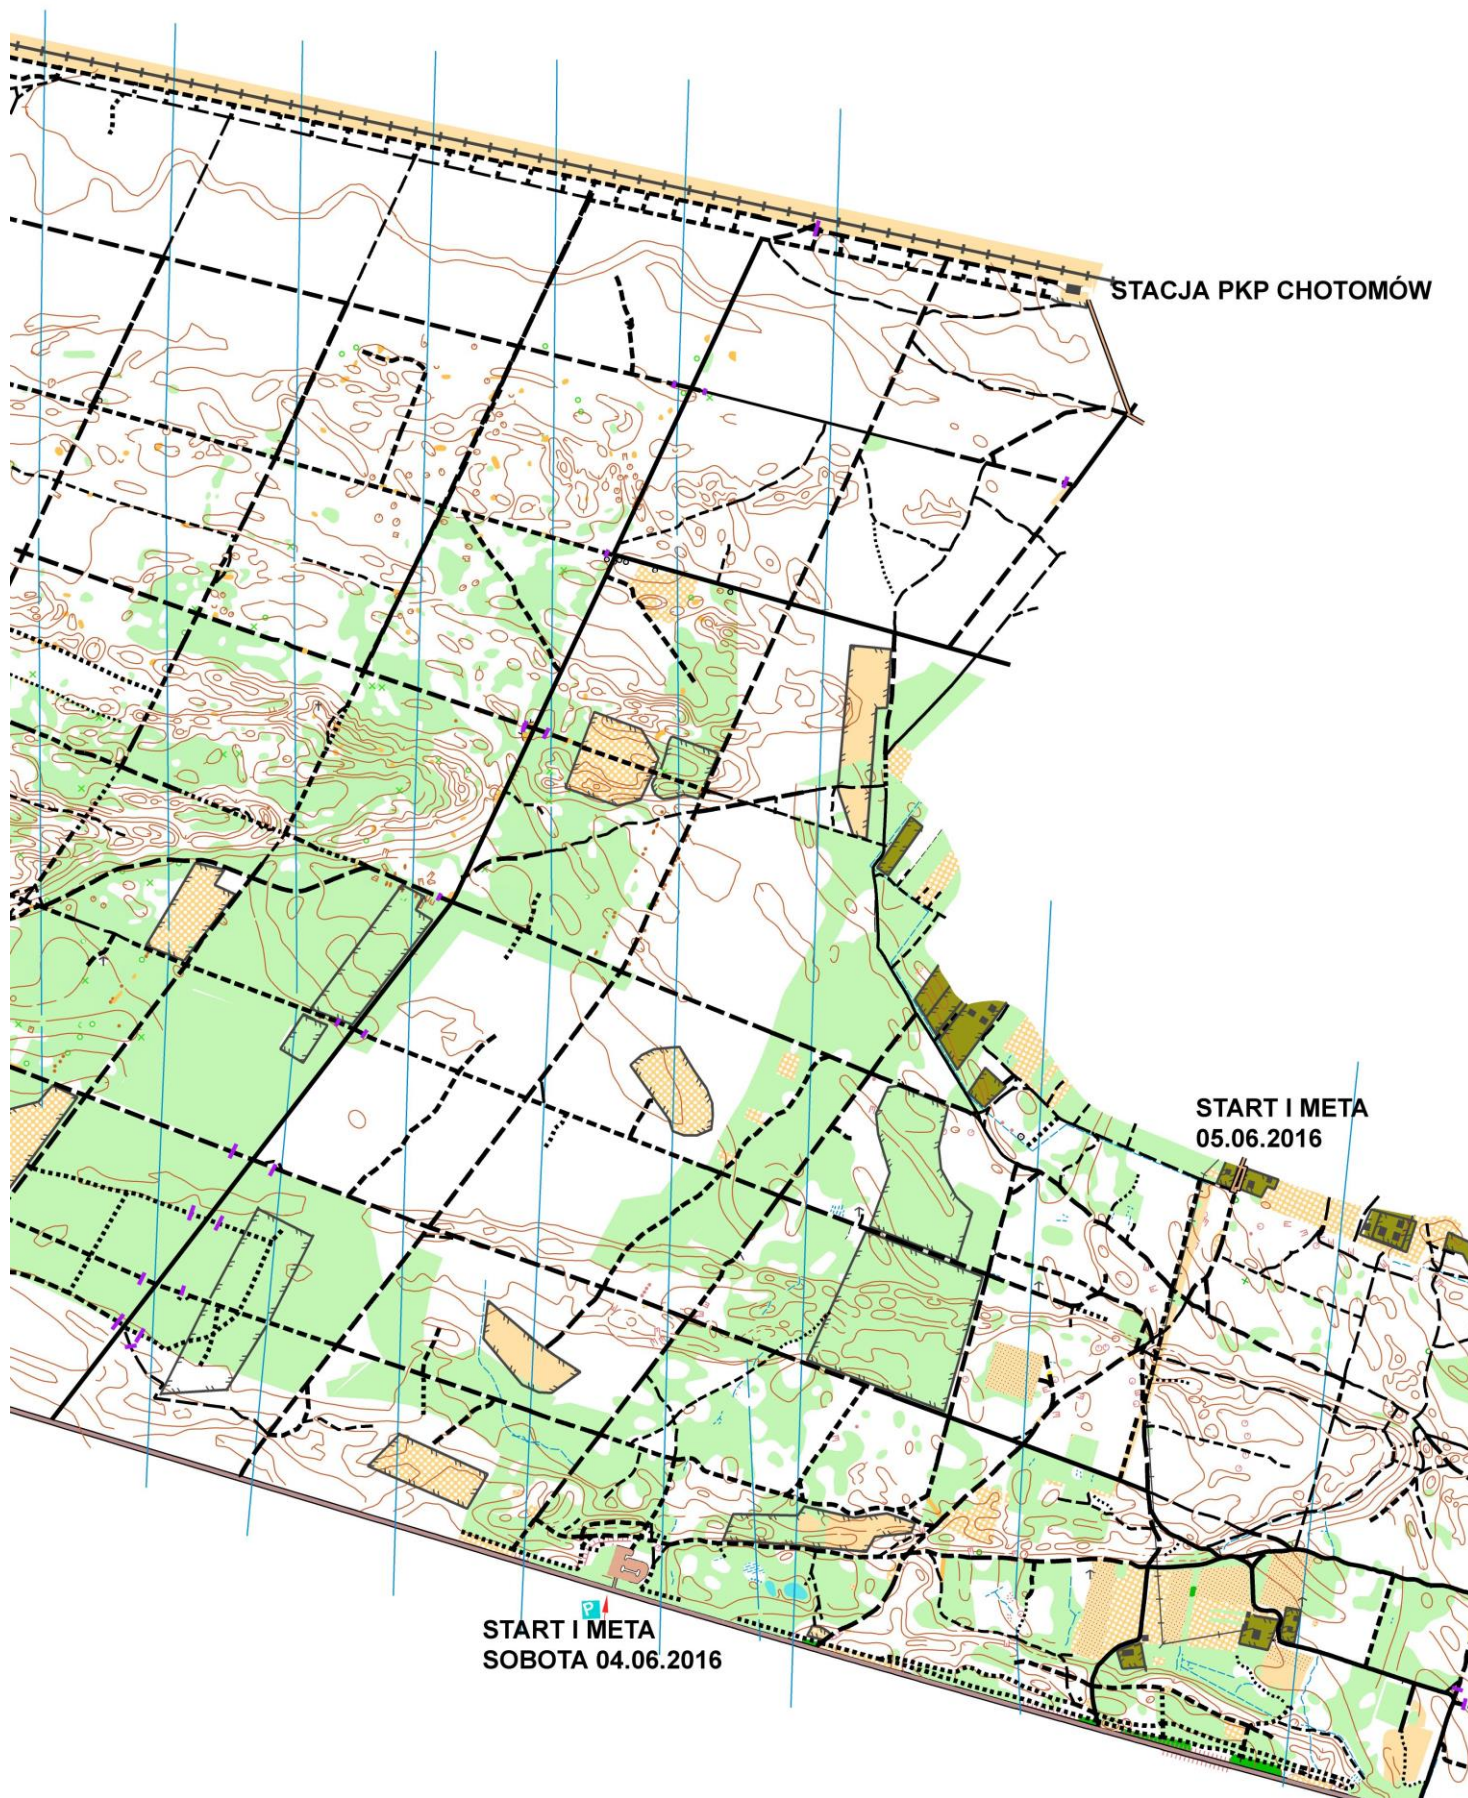 STACJA PKP CHOTOMÓW
START I META
05.06.2016
P
START I META
SOBOTA 04.06.2016